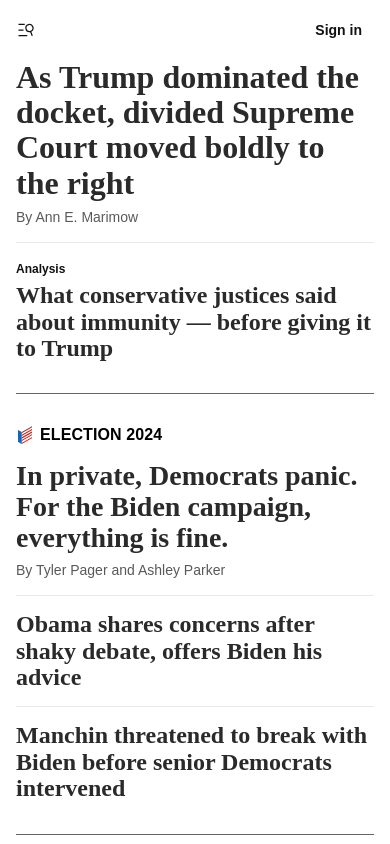 Sign in
As Trump dominated the
docket, divided Supreme
Court moved boldly to
the right
By Ann E. Marimow
Analysis
What conservative justices said
about immunity — before giving it
to Trump
ELECTION 2024
In private, Democrats panic.
For the Biden campaign,
everything is fine.
By Tyler Pager and Ashley Parker
Obama shares concerns after
shaky debate, offers Biden his
advice
Manchin threatened to break with
Biden before senior Democrats
intervened